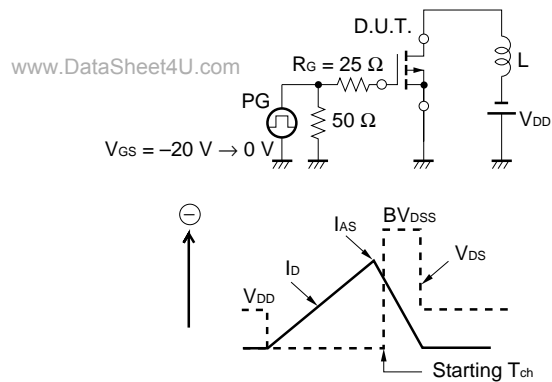 D.U.T.
www.DataSheet4U.com
RG = 25 Ω
L
PG
50 Ω
VDD
VGS = −20 V → 0 V
−
IAS
BVDSS
ID
VDS
VDD
Starting Tch